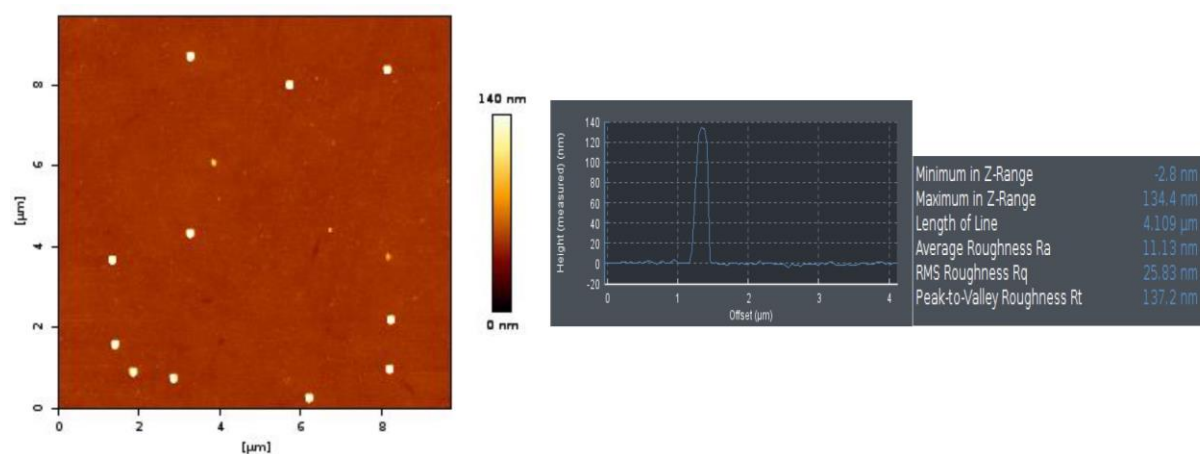 8
6
4
2
0
[µm]
0
2
4
6
8
[µm]
140 nm
0 nm
Height (measured) (nm)
140
120
100
80
60
40
20
0
-20
0
1
2
3
4
Offset (µm)
Minimum in Z-Range -2.8 nm
Maximum in Z-Range 134.4 nm
Length of Line 4.109 µm
Average Roughness Ra 11.13 nm
RMS Roughness Rq 25.83 nm
Peak-to-Valley Roughness Rt 137.2 nm